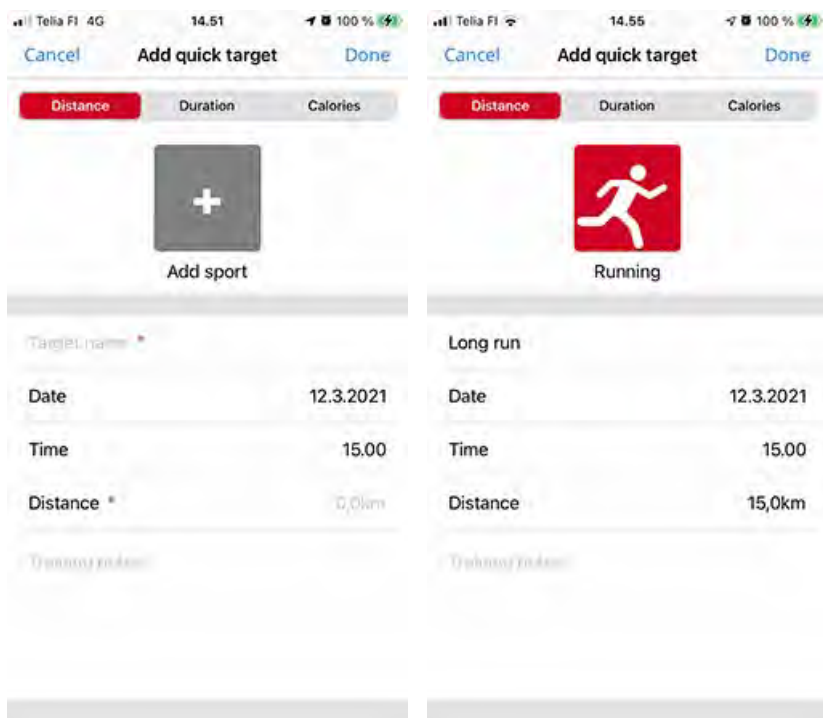 Telia FI 4G 14.51 100 %
Cancel Add quick target Done
Distance Duration Calories
Add sport
Target name *
Date 12.3.2021
Time 15.00
Distance * 0,0km
Training notes
Telia FI 14.55 100 %
Cancel Add quick target Done
Distance Duration Calories
Running
Long run
Date 12.3.2021
Time 15.00
Distance 15,0km
Training notes